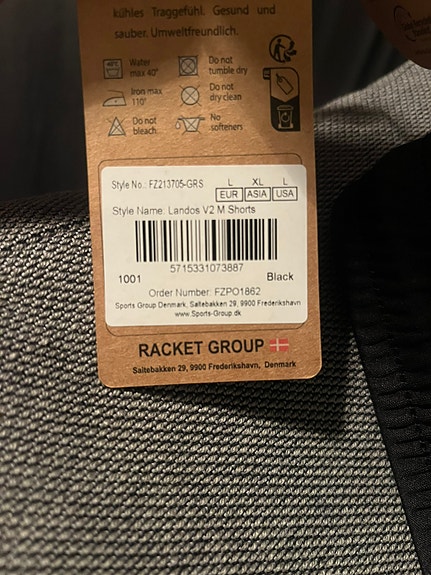 kühles Traggefühl. Gesund und
sauber. Umweltfreundlich.
40°C
Water
max 40°
Do not
tumble dry
Iron max
110°
Do not
dry clean
Do not
bleach
No
softeners
Style No.: FZ213705-GRS
L XL L
EUR ASIA USA
Style Name: Landos V2 M Shorts
5715331073887
1001 Black
Order Number: FZPO1862
Sports Group Denmark, Saltebakken 29, 9900 Frederikshavn
www.Sports-Group.dk
RACKET GROUP
Saltebakken 29, 9900 Frederikshavn, Denmark